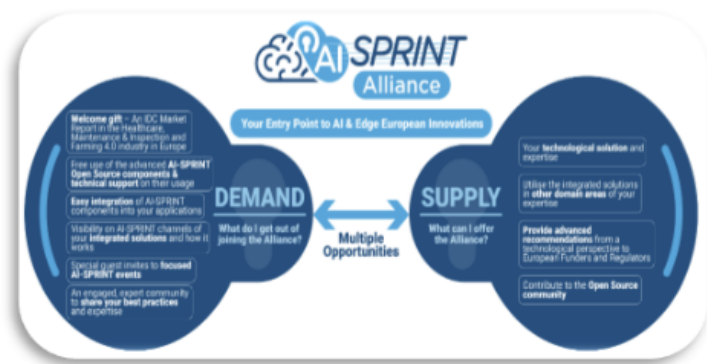 AI SPRINT
Alliance
Your Entry Point to AI & Edge European Innovations
Welcome gift – An IDC Market
Report in the Healthcare,
Maintenance & Inspection and
Farming 4.0 industry in Europe
Free use of the advanced AI-SPRINT
Open Source components &
technical support on their usage
Easy integration of AI-SPRINT
components into your applications
Visibility on AI-SPRINT channels of
your integrated solutions and how it
works
Special guest invites to focused
AI-SPRINT events
An engaged, expert community
to share your best practices
and expertise
DEMAND
What do I get out of
joining the Alliance?
Multiple
Opportunities
SUPPLY
What can I offer
the Alliance?
Your technological solution and
expertise
Utilise the integrated solutions
in other domain areas of your
expertise
Provide advanced
recommendations from a
technological perspective to
European Funders and Regulators
Contribute to the Open Source
community